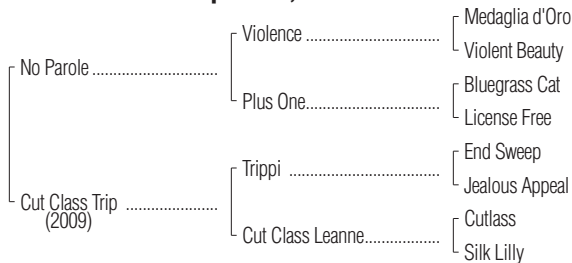 Medaglia d'Oro
Violence ..............................
Violent Beauty
No Parole ...............................
Bluegrass Cat
Plus One............................
License Free
End Sweep
Trippi .................................
Jealous Appeal
Cut Class Trip ......................
(2009)
Cutlass
Cut Class Leanne...................
Silk Lilly